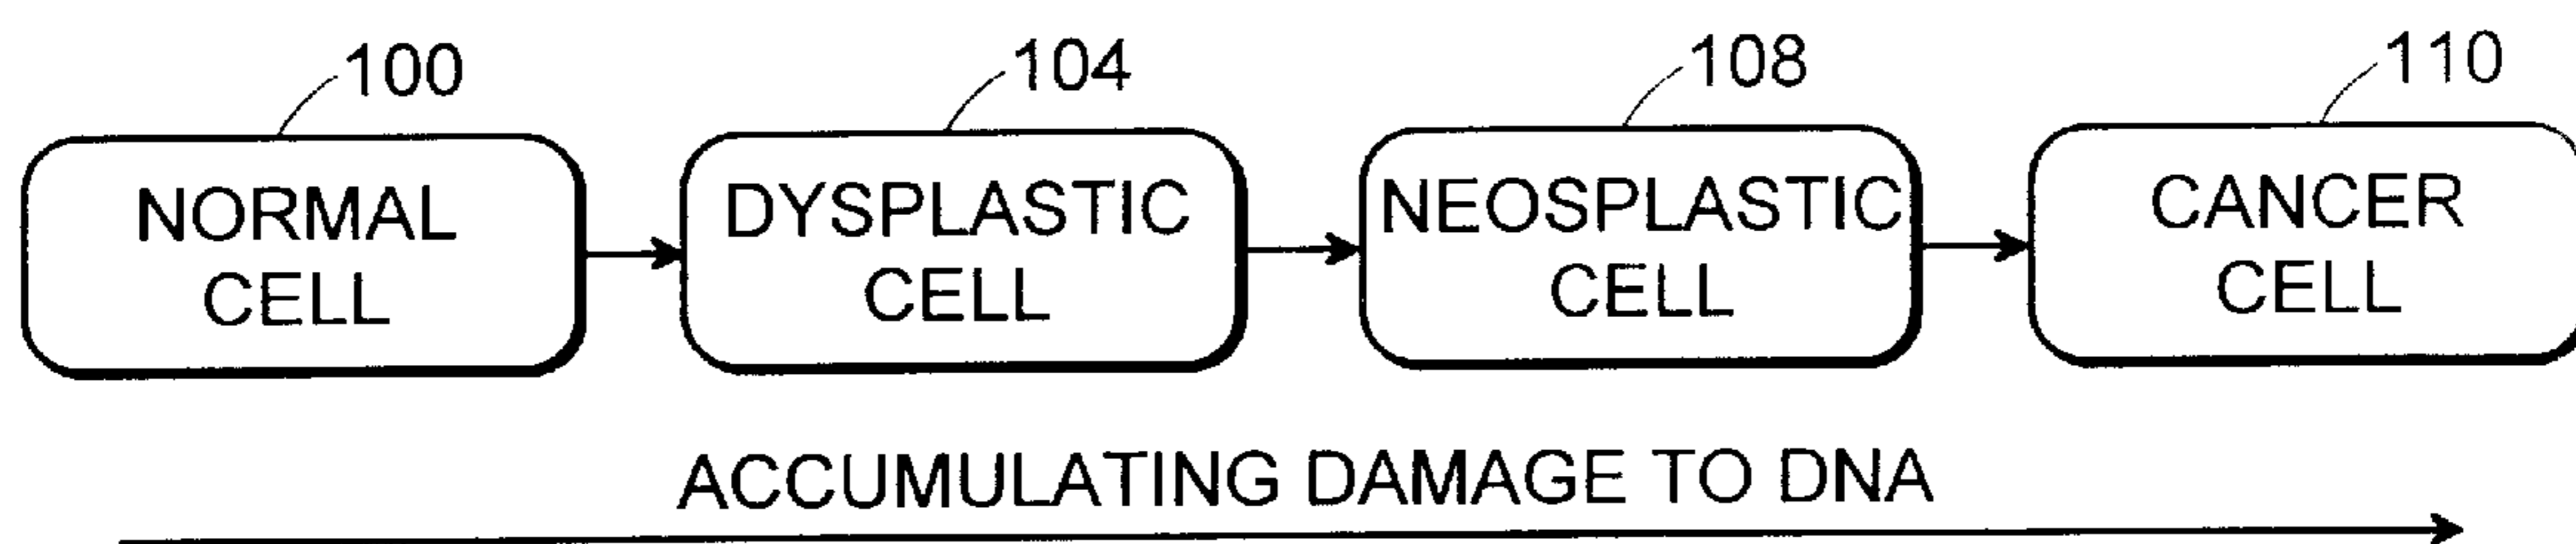 100
104
108
110
NORMAL
CELL
DYSPLASTIC
CELL
NEOSPLASTIC
CELL
CANCER
CELL
ACCUMULATING DAMAGE TO DNA